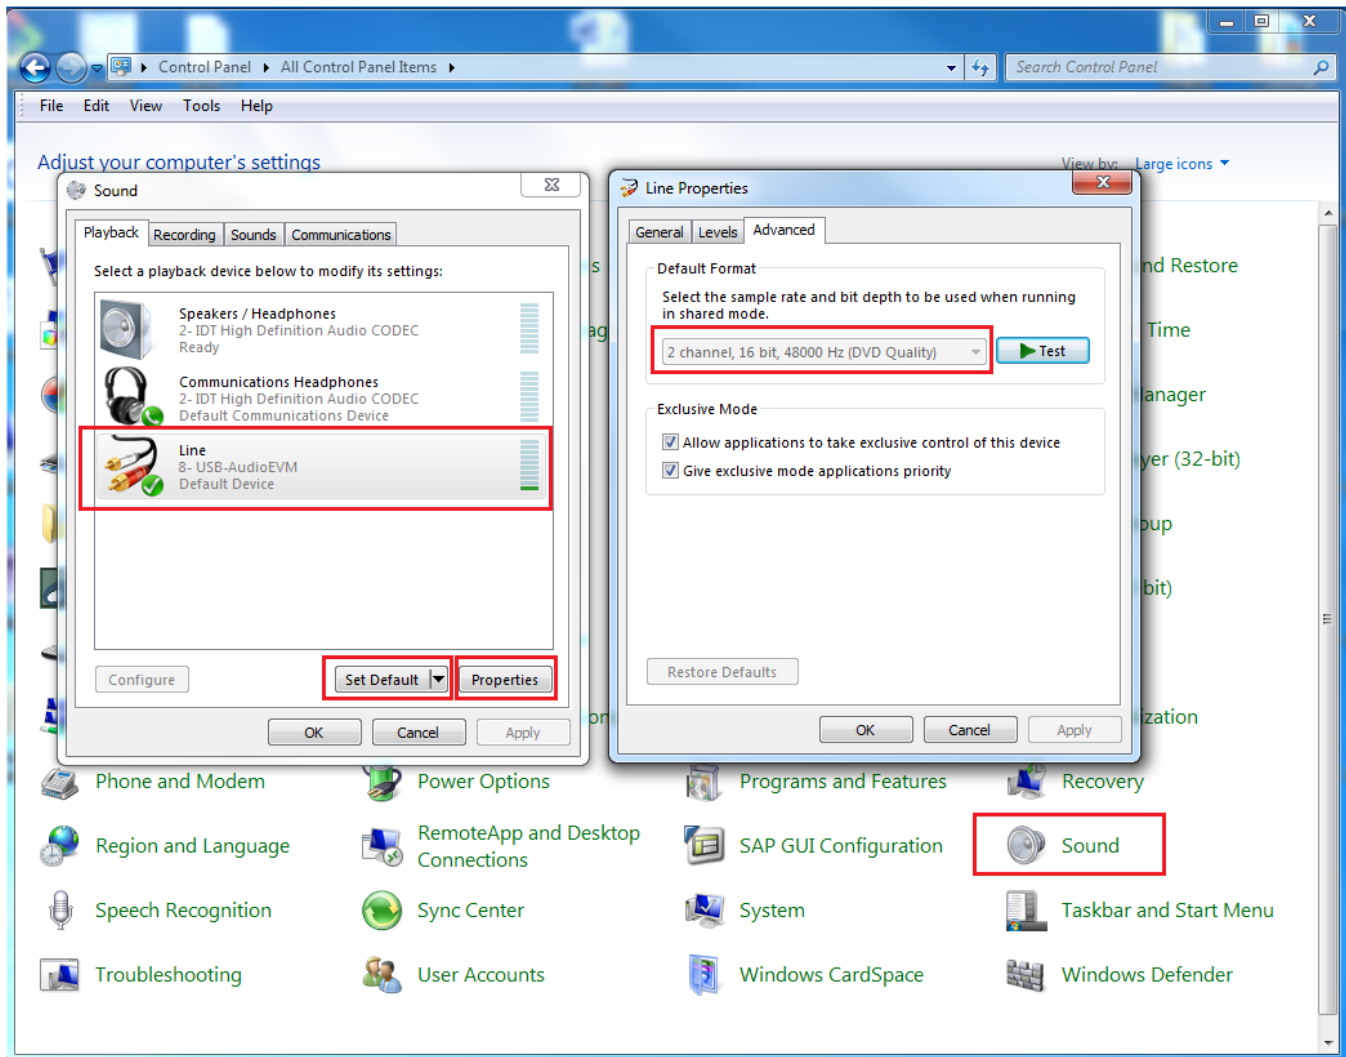 Control Panel
All Control Panel Items
Search Control Panel
File Edit View Tools Help
Adjust your computer's settings
View by: Large icons
Sound
Playback Recording Sounds Communications
Select a playback device below to modify its settings:
Speakers / Headphones
2- IDT High Definition Audio CODEC
Ready
Communications Headphones
2- IDT High Definition Audio CODEC
Default Communications Device
Line
8- USB-AudioEVM
Default Device
Configure Set Default Properties
OK Cancel Apply
Line Properties
General Levels Advanced
Default Format
Select the sample rate and bit depth to be used when running
in shared mode.
2 channel, 16 bit, 48000 Hz (DVD Quality) Test
Exclusive Mode
Allow applications to take exclusive control of this device
Give exclusive mode applications priority
Restore Defaults
OK Cancel Apply
nd Restore
Time
anager
yer (32-bit)
oup
bit)
zation
Phone and Modem Power Options Programs and Features Recovery
Region and Language RemoteApp and Desktop
Connections SAP GUI Configuration Sound
Speech Recognition Sync Center System Taskbar and Start Menu
Troubleshooting User Accounts Windows CardSpace Windows Defender